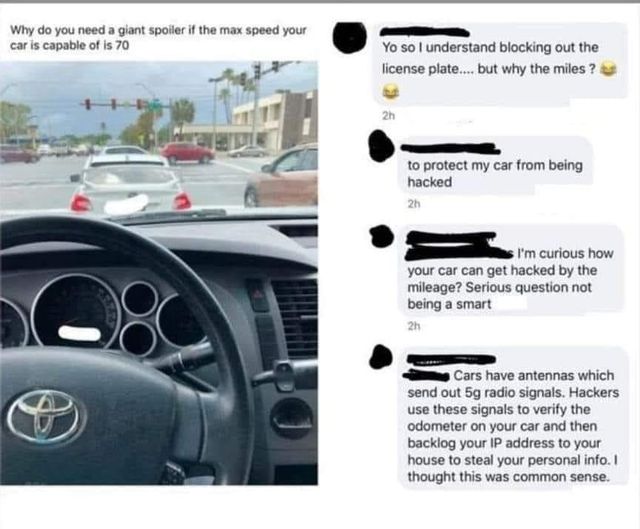 Why do you need a giant spoiler if the max speed your
car is capable of is 70
Yo so I understand blocking out the
license plate.... but why the miles ? 😂
😂
2h
to protect my car from being
hacked
2h
I'm curious how
your car can get hacked by the
mileage? Serious question not
being a smart
2h
Cars have antennas which
send out 5g radio signals. Hackers
use these signals to verify the
odometer on your car and then
backlog your IP address to your
house to steal your personal info. I
thought this was common sense.